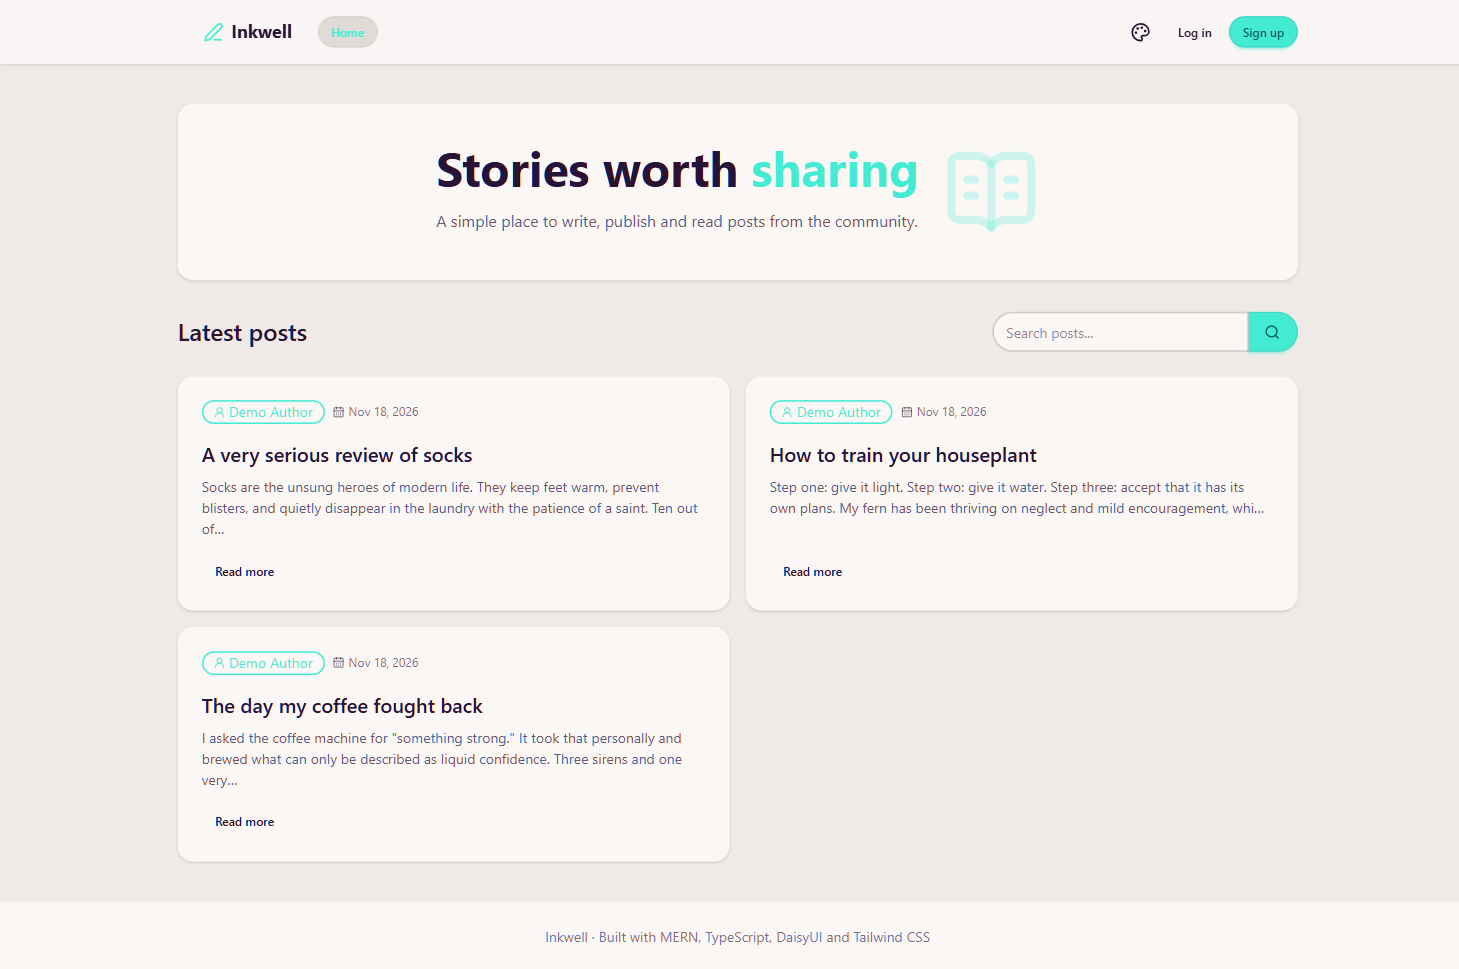 Inkwell
Home
Log in
Sign up
Stories worth sharing
A simple place to write, publish and read posts from the community.
Latest posts
Search posts...
Demo Author
Nov 18, 2026
A very serious review of socks
Socks are the unsung heroes of modern life. They keep feet warm, prevent
blisters, and quietly disappear in the laundry with the patience of a saint. Ten out
of...
Read more
Demo Author
Nov 18, 2026
How to train your houseplant
Step one: give it light. Step two: give it water. Step three: accept that it has its
own plans. My fern has been thriving on neglect and mild encouragement, whi...
Read more
Demo Author
Nov 18, 2026
The day my coffee fought back
I asked the coffee machine for "something strong." It took that personally and
brewed what can only be described as liquid confidence. Three sirens and one
very...
Read more
Inkwell · Built with MERN, TypeScript, DaisyUI and Tailwind CSS